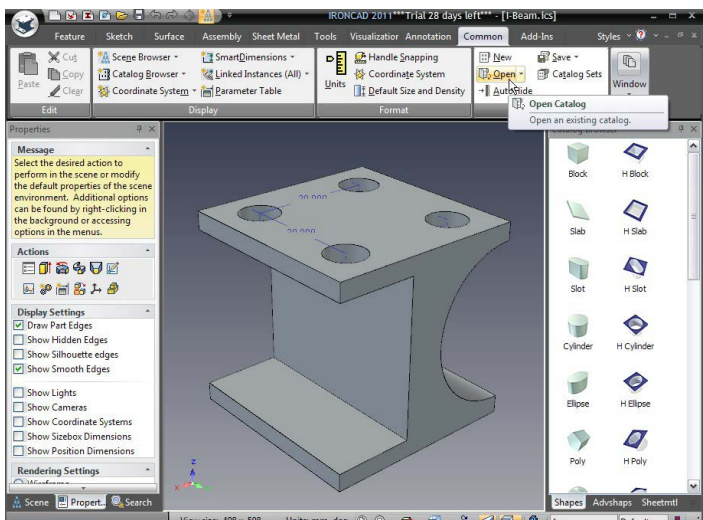 IRONCAD 2011***Trial 28 days left*** - [I-Beam.ics]
Feature Sketch Surface Assembly Sheet Metal Tools Visualization Annotation Common Add-Ins Styles
Paste
Cut
Copy
Clear
Edit
Scene Browser
Catalog Browser
Coordinate System
SmartDimensions
Linked Instances (All)
Parameter Table
Display
Units
Handle Snapping
Coordinate System
Default Size and Density
Format
New
Open
AutoHide
Save
Catalog Sets
Window
Open Catalog
Open an existing catalog.
Properties
Message
Select the desired action to
perform in the scene or modify
the default properties of the scene
environment. Additional options
can be found by right-clicking in
the background or accessing
options in the menus.
Actions
Display Settings
Draw Part Edges
Show Hidden Edges
Show Silhouette edges
Show Smooth Edges
Show Lights
Show Cameras
Show Coordinate Systems
Show Sizebox Dimensions
Show Position Dimensions
Rendering Settings
Wireframe
Scene Propert... Search
z
x
Catalog Browser
Block H Block
Slab H Slab
Slot H Slot
Cylinder H Cylinder
Ellipse H Ellipse
Poly H Poly
Shapes Advshaps Sheetmtl